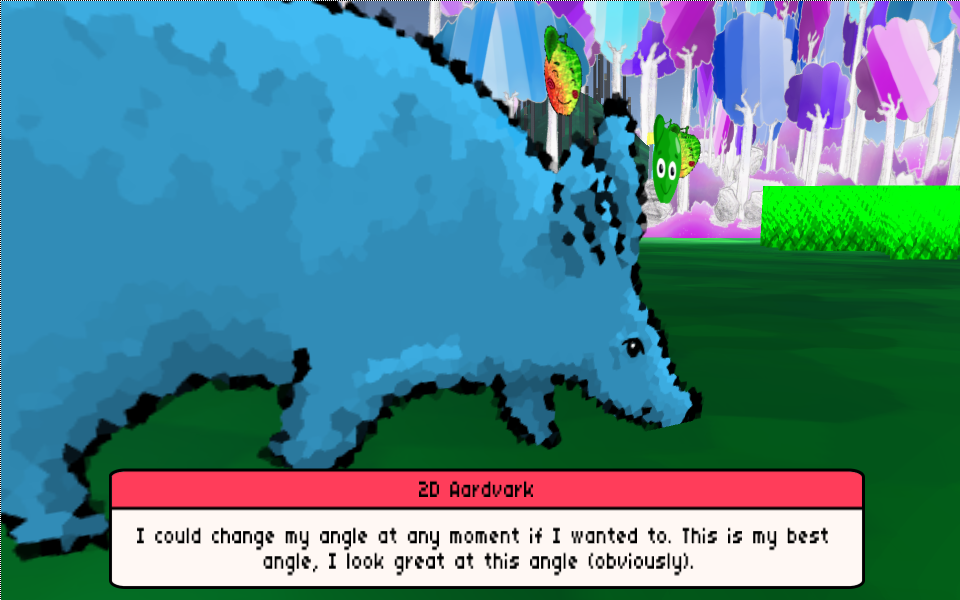 2D Aardvark
I could change my angle at any moment if I wanted to. This is my best
angle, I look great at this angle (obviously).